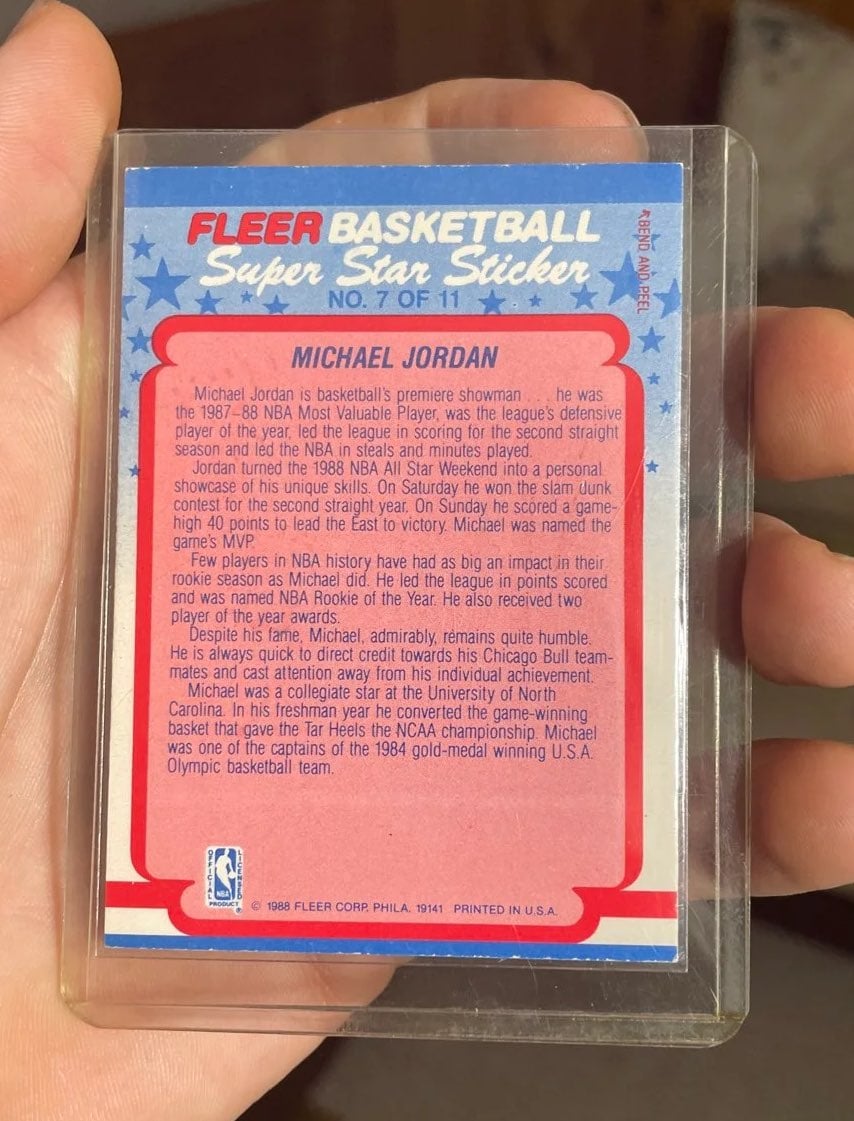 FLEER BASKETBALL
Super Star Sticker
NO. 7 OF 11
BEND AND PEEL
MICHAEL JORDAN
Michael Jordan is basketball's premiere showman . . . he was
the 1987–88 NBA Most Valuable Player, was the league's defensive
player of the year, led the league in scoring for the second straight
season and led the NBA in steals and minutes played.
Jordan turned the 1988 NBA All Star Weekend into a personal
showcase of his unique skills. On Saturday he won the slam dunk
contest for the second straight year. On Sunday he scored a game-
high 40 points to lead the East to victory. Michael was named the
game's MVP.
Few players in NBA history have had as big an impact in their
rookie season as Michael did. He led the league in points scored
and was named NBA Rookie of the Year. He also received two
player of the year awards.
Despite his fame, Michael, admirably, remains quite humble.
He is always quick to direct credit towards his Chicago Bull team-
mates and cast attention away from his individual achievement.
Michael was a collegiate star at the University of North
Carolina. In his freshman year he converted the game-winning
basket that gave the Tar Heels the NCAA championship. Michael
was one of the captains of the 1984 gold-medal winning U.S.A.
Olympic basketball team.
OFFICIAL
LICENSED
NBA
PRODUCT ®
© 1988 FLEER CORP. PHILA. 19141 PRINTED IN U.S.A.